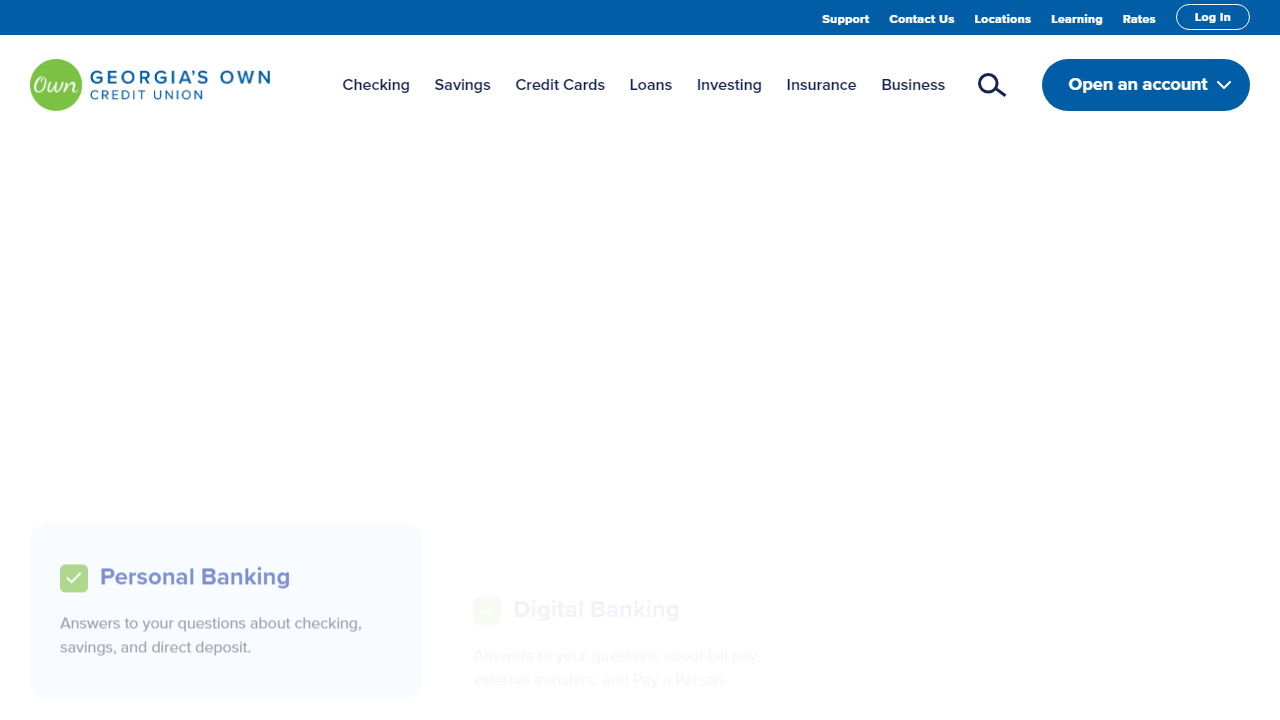 Support Contact Us Locations Learning Rates Log In
Own GEORGIA'S OWN
CREDIT UNION
Checking Savings Credit Cards Loans Investing Insurance Business Open an account
Personal Banking
Answers to your questions about checking,
savings, and direct deposit.
Digital Banking
Answers to your questions about bill pay,
external transfers, and Pay a Person.